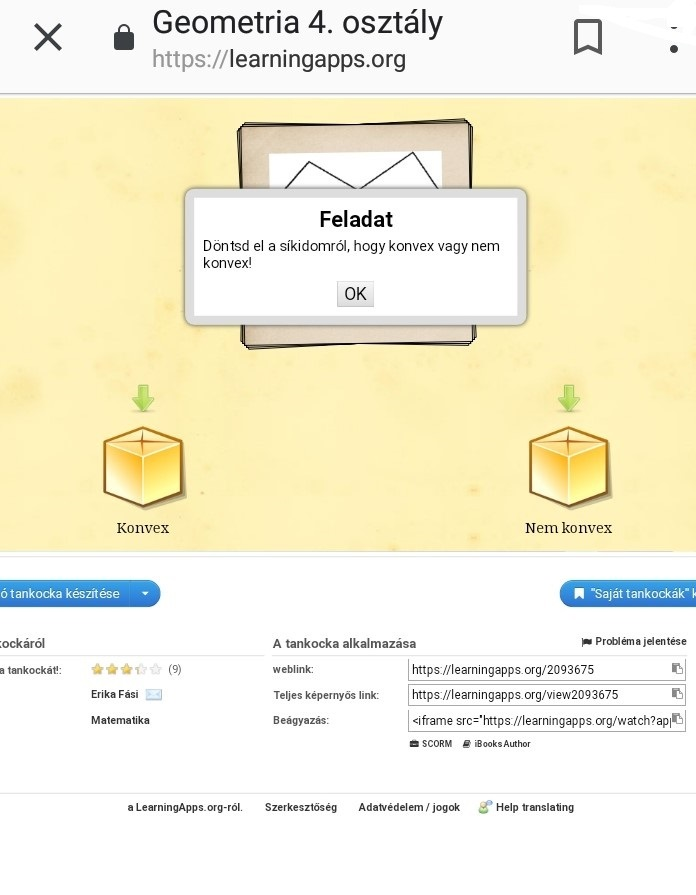 Geometria 4. osztály
https://learningapps.org
Feladat
Döntsd el a síkidomról, hogy konvex vagy nem
konvex!
OK
Konvex
Nem konvex
ó tankocka készítése
"Saját tankockák" k
kockáról
A tankocka alkalmazása
Probléma jelentése
a tankockát!:
(9)
weblink:
https://learningapps.org/2093675
Erika Fási
Teljes képernyős link:
https://learningapps.org/view2093675
Matematika
Beágyazás:
<iframe src="https://learningapps.org/watch?app
SCORM
iBooks Author
a LearningApps.org-ról.
Szerkesztőség
Adatvédelem / jogok
Help translating